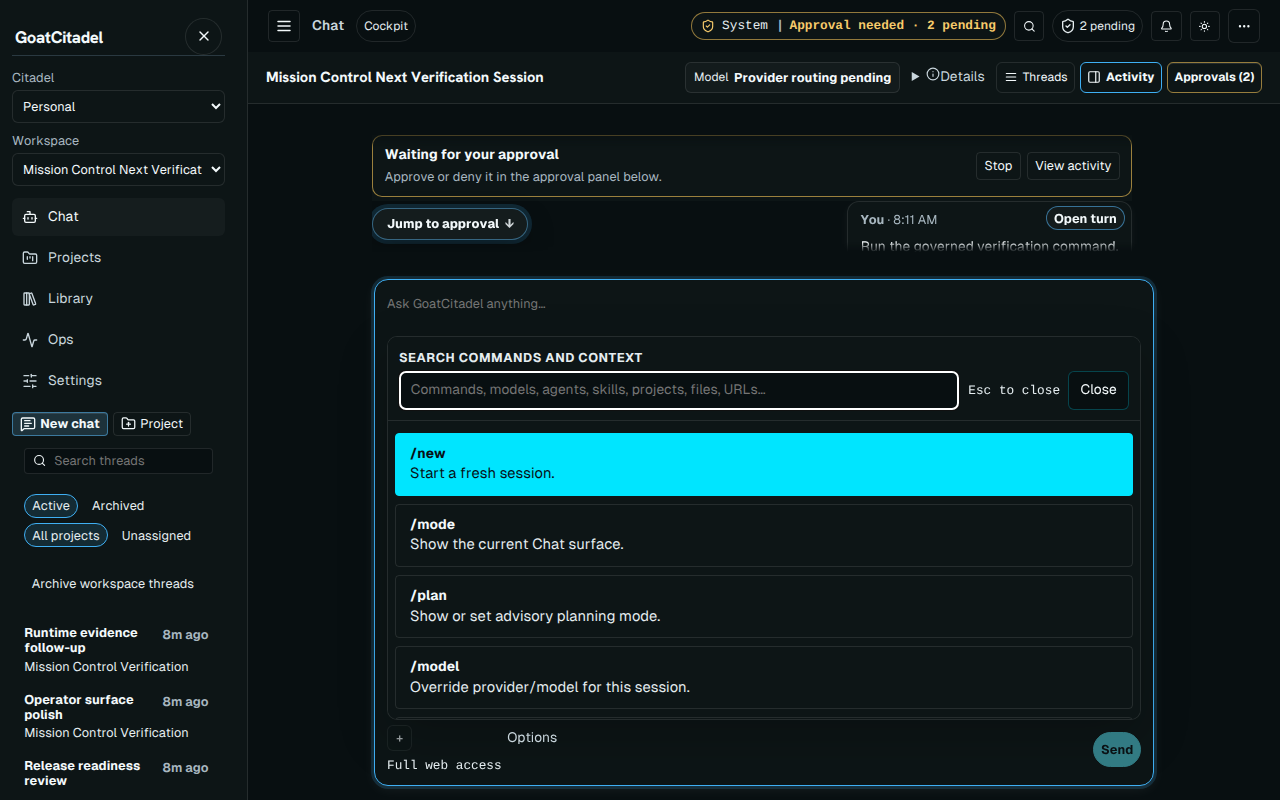 GoatCitadel
Citadel
Personal
Workspace
Mission Control Next Verificat
Chat
Projects
Library
Ops
Settings
New chat
Project
Search threads
Active
Archived
All projects
Unassigned
Archive workspace threads
Runtime evidence follow-up
8m ago
Mission Control Verification
Operator surface polish
8m ago
Mission Control Verification
Release readiness review
8m ago
Chat
Cockpit
System | Approval needed · 2 pending
2 pending
Mission Control Next Verification Session
Model Provider routing pending
Details
Threads
Activity
Approvals (2)
Waiting for your approval
Approve or deny it in the approval panel below.
Stop
View activity
Jump to approval ↓
You · 8:11 AM
Open turn
Run the governed verification command.
Ask GoatCitadel anything…
SEARCH COMMANDS AND CONTEXT
Commands, models, agents, skills, projects, files, URLs…
Esc to close
Close
/new
Start a fresh session.
/mode
Show the current Chat surface.
/plan
Show or set advisory planning mode.
/model
Override provider/model for this session.
+
Options
Send
Full web access